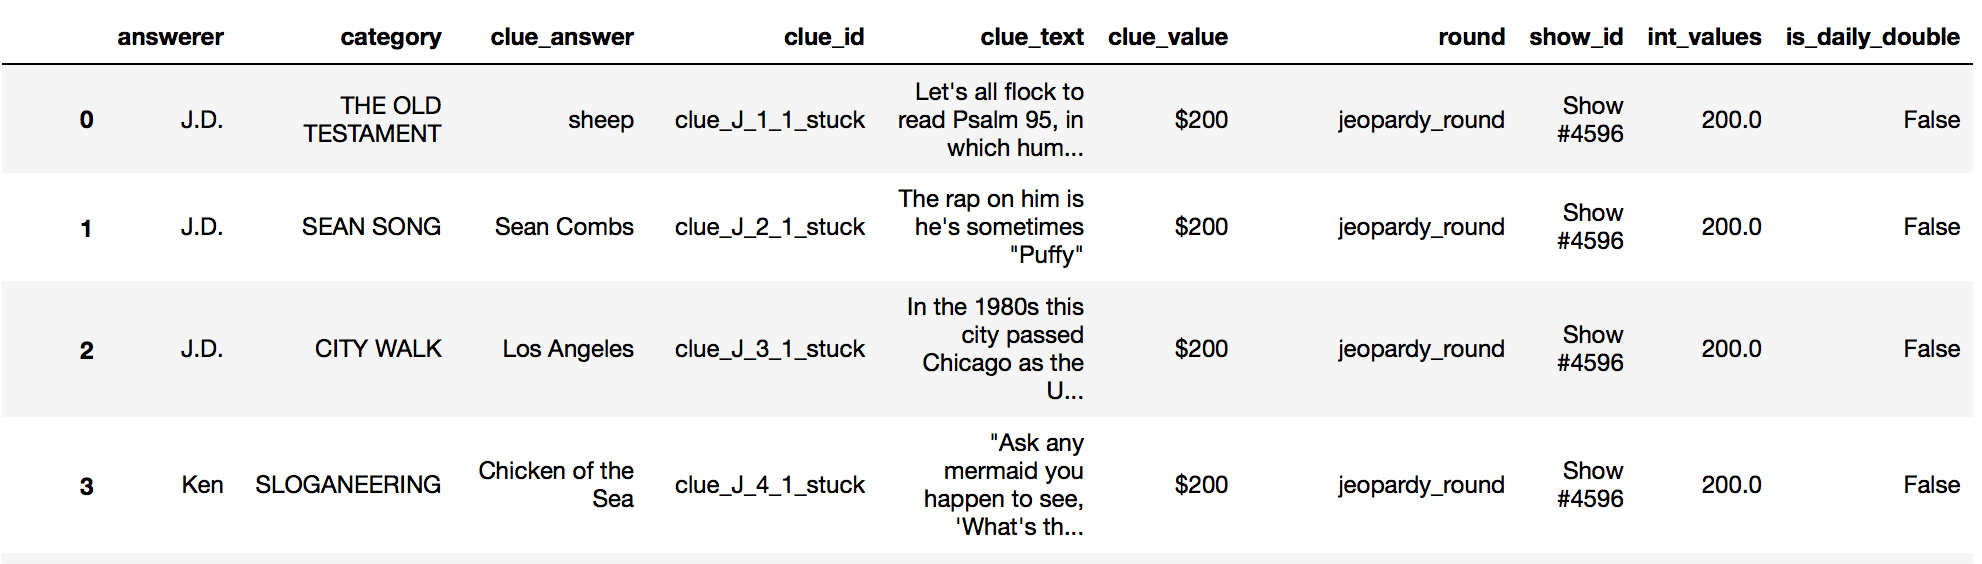 answerer category clue_answer clue_id clue_text clue_value round show_id int_values is_daily_double
0 J.D. THE OLD TESTAMENT sheep clue_J_1_1_stuck Let's all flock to read Psalm 95, in which hum... $200 jeopardy_round Show #4596 200.0 False
1 J.D. SEAN SONG Sean Combs clue_J_2_1_stuck The rap on him is he's sometimes "Puffy" $200 jeopardy_round Show #4596 200.0 False
2 J.D. CITY WALK Los Angeles clue_J_3_1_stuck In the 1980s this city passed Chicago as the U... $200 jeopardy_round Show #4596 200.0 False
3 Ken SLOGANEERING Chicken of the Sea clue_J_4_1_stuck "Ask any mermaid you happen to see, 'What's th... $200 jeopardy_round Show #4596 200.0 False